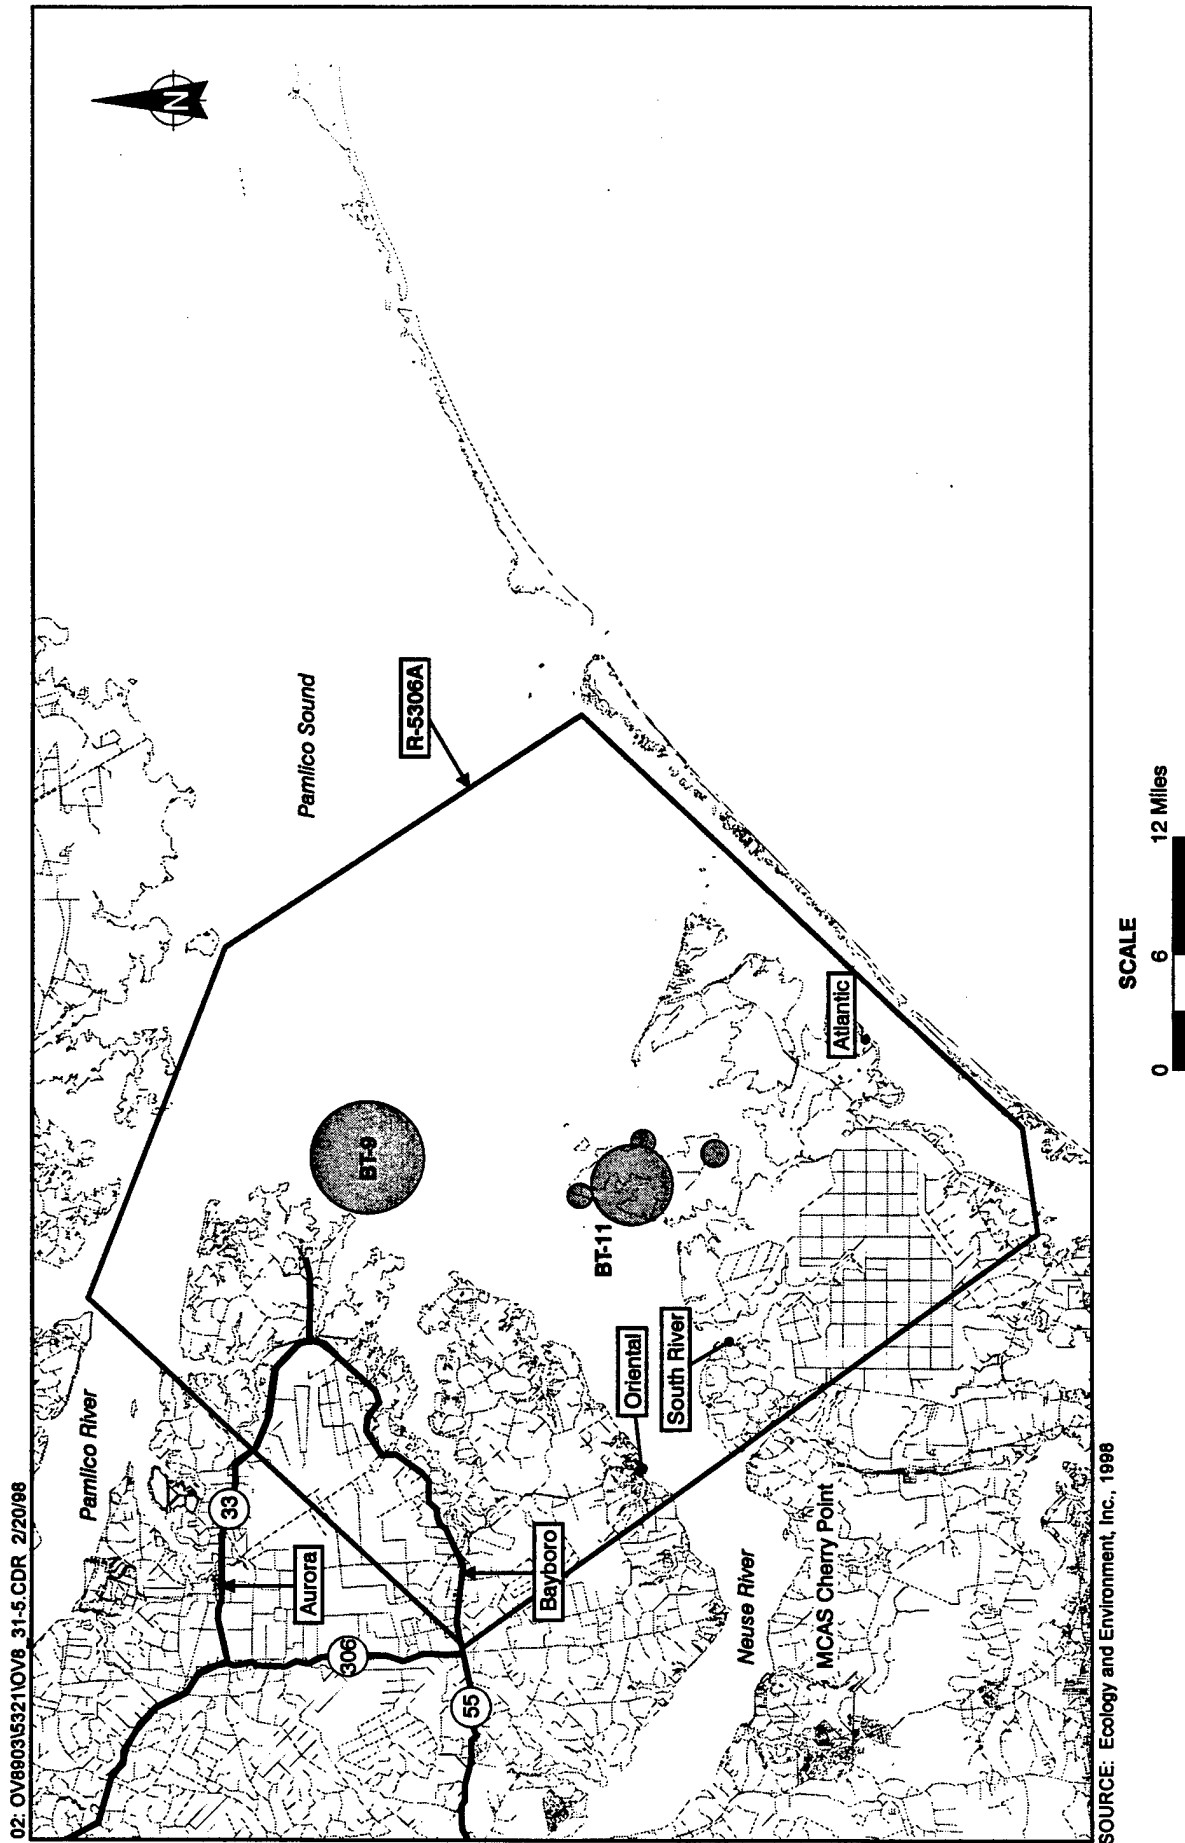 02: OV8903\5321\OV8 31-5.CDR 2/20/98
N
Pamlico River
Pamlico Sound
R-5306A
33
Aurora
BT-9
306
Bayboro
55
BT-11
Oriental
South River
Neuse River
MCAS Cherry Point
Atlantic
SOURCE: Ecology and Environment, Inc., 1998
SCALE
0 6 12 Miles